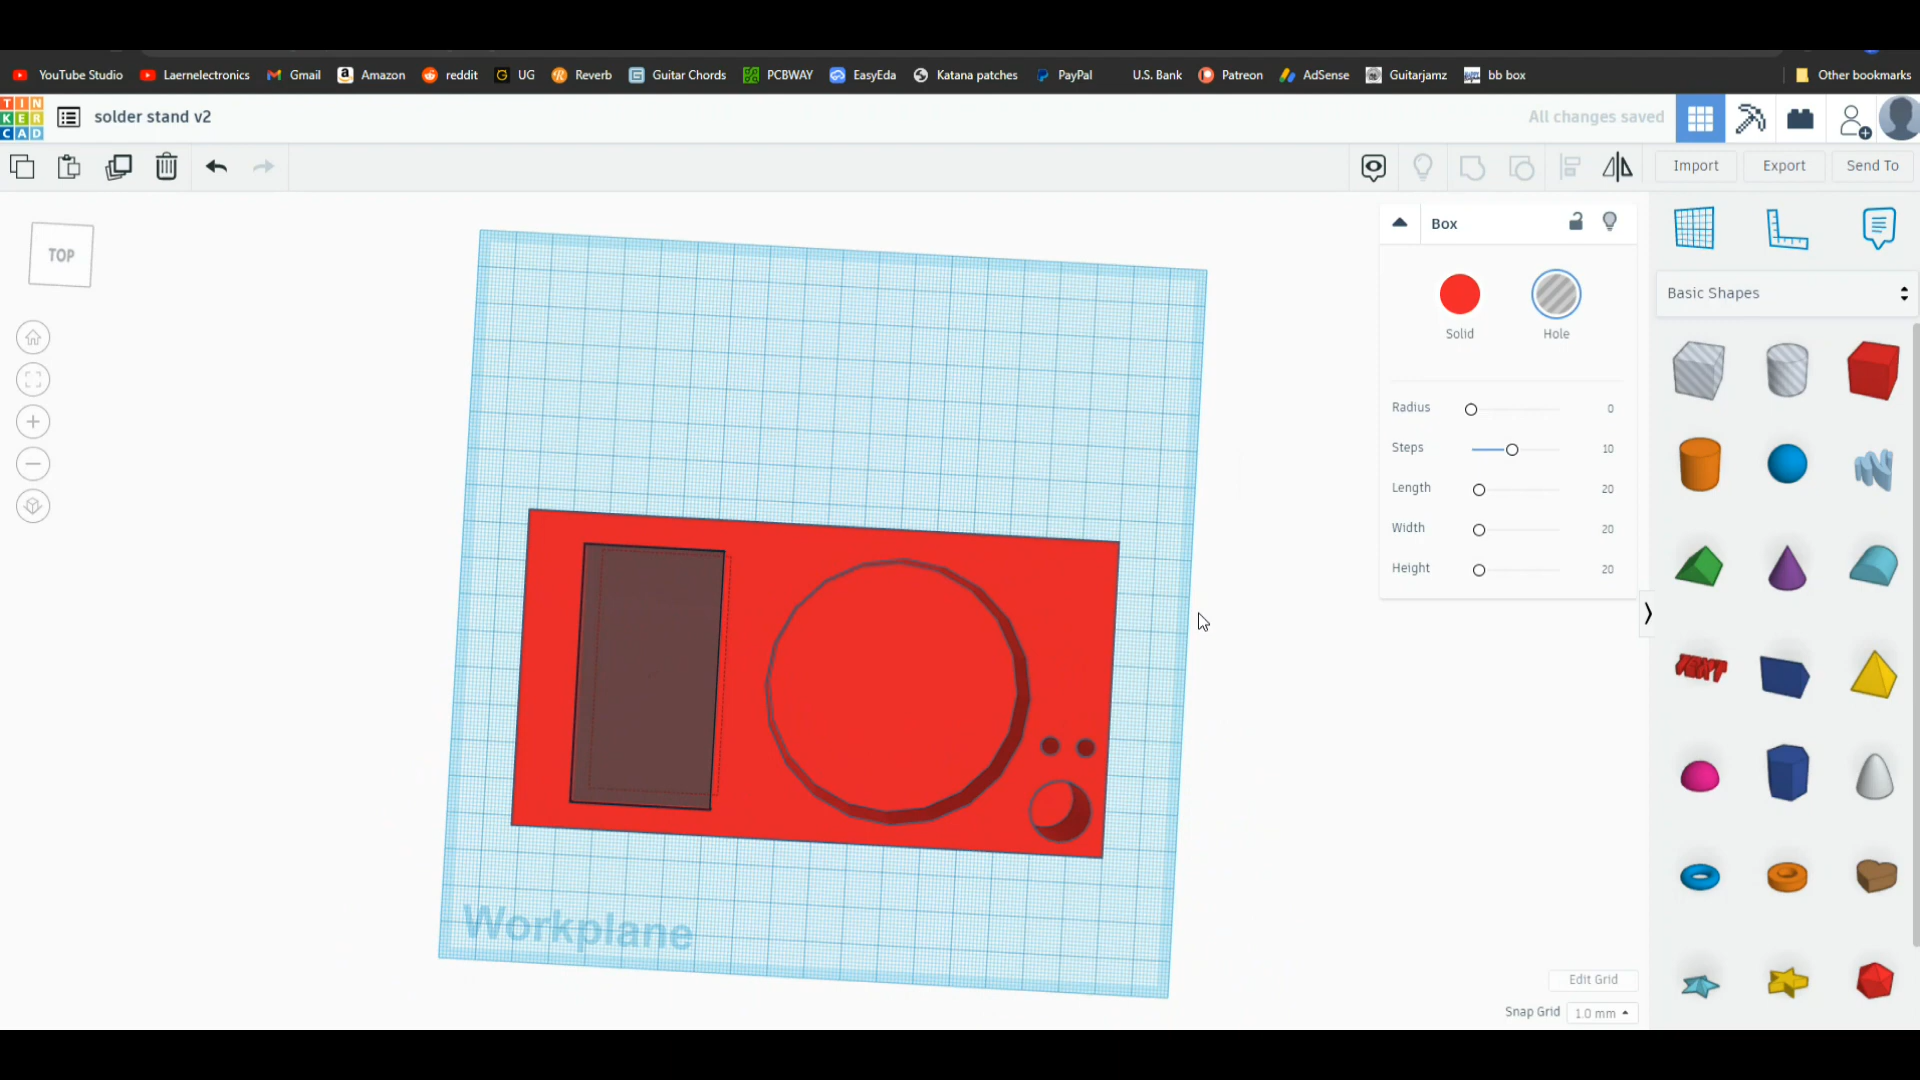 YouTube Studio Laernelectronics Gmail Amazon reddit UG Reverb Guitar Chords PCBWAY EasyEda Katana patches PayPal U.S. Bank Patreon AdSense Guitarjamz bb box Other bookmarks
TIN
KER
CAD
solder stand v2
All changes saved
Import Export Send To
TOP
Box
Solid Hole
Radius 0
Steps 10
Length 20
Width 20
Height 20
Basic Shapes
TEXT
Workplane
Edit Grid
Snap Grid 1.0 mm